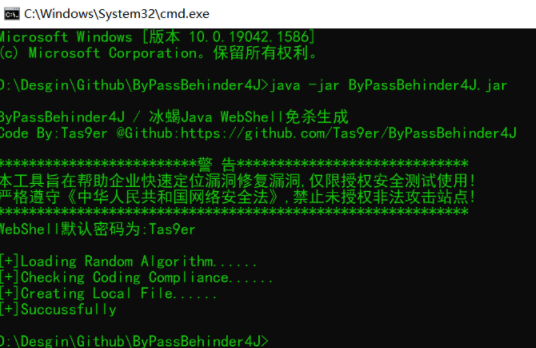 C:\Windows\System32\cmd.exe
Microsoft Windows [版本 10.0.19042.1586]
(c) Microsoft Corporation。保留所有权利。
D:\Desgin\Github\ByPassBehinder4J>java -jar ByPassBehinder4J.jar
ByPassBehinder4J / 冰蝎Java WebShell免杀生成
Code By:Tas9er @Github:https://github.com/Tas9er/ByPassBehinder4J
*************************警 告*****************************
本工具旨在帮助企业快速定位漏洞修复漏洞,仅限授权安全测试使用!
严格遵守《中华人民共和国网络安全法》,禁止未授权非法攻击站点!
***********************************************************
WebShell默认密码为:Tas9er
[+]Loading Random Algorithm......
[+]Checking Coding Compliance......
[+]Creating Local File......
[+]Succussfully
D:\Desgin\Github\ByPassBehinder4J>